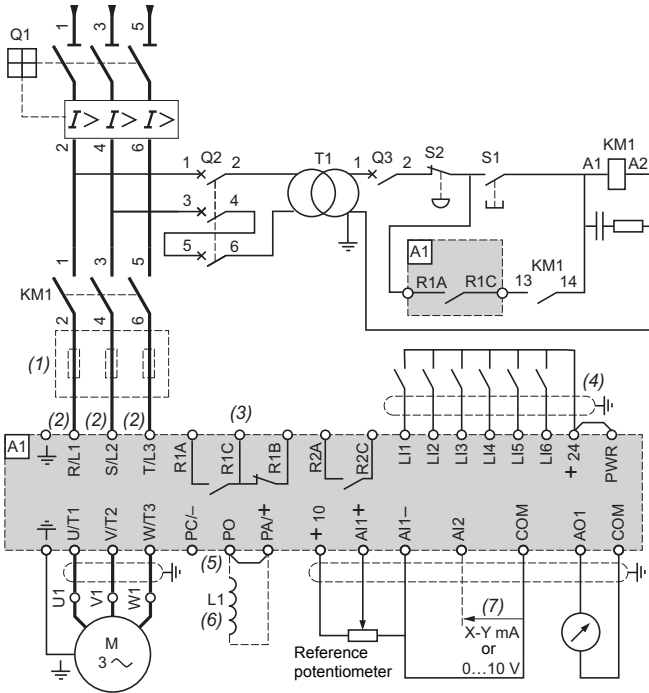 1 3 5
Q1
I> I> I>
2 4 6
1 Q2 2
3 4
5 6
T1
1 Q3 2
S2
S1
KM1
A1 A2
A1
R1A R1C
13 KM1 14
1 3 5
KM1
2 4 6
(1)
(2) (2) (2)
(3)
(4)
A1
R/L1 S/L2 T/L3 R1A R1C R1B R2A R2C LI1 LI2 LI3 LI4 LI5 LI6 +24 PWR
U/T1 V/T2 W/T3 PC/– PO PA/+ +10 AI1+ AI1– AI2 COM AO1 COM
(5)
U1 V1 W1
L1
(6)
(7)
M
3
X-Y mA
or
0…10 V
Reference
potentiometer